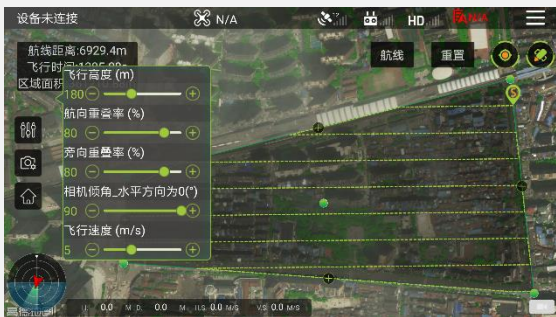 设备未连接
N/A
HD
航线距离:6929.4m
航线
重置
飞行高度 (m)
180
航向重叠率 (%)
80
旁向重叠率 (%)
80
相机倾角_水平方向为0(°)
90
飞行速度 (m/s)
5
S
0.0 M
0.0 M
H.S: 0.0 M/S
V.S: 0.0 M/S